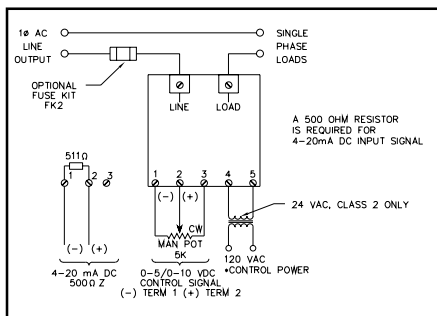 1ø AC
LINE
OUTPUT
SINGLE
PHASE
LOADS
OPTIONAL
FUSE KIT
FK2
LINE
LOAD
A 500 OHM RESISTOR
IS REQUIRED FOR
4-20mA DC INPUT SIGNAL
511Ω
1 2 3
1 2 3 4 5
(-) (+)
24 VAC, CLASS 2 ONLY
CW
MAN POT
5K
(-) (+)
120 VAC
*CONTROL POWER
4-20 mA DC
500Ω Z
0-5/0-10 VDC
CONTROL SIGNAL
(-) TERM 1 (+) TERM 2